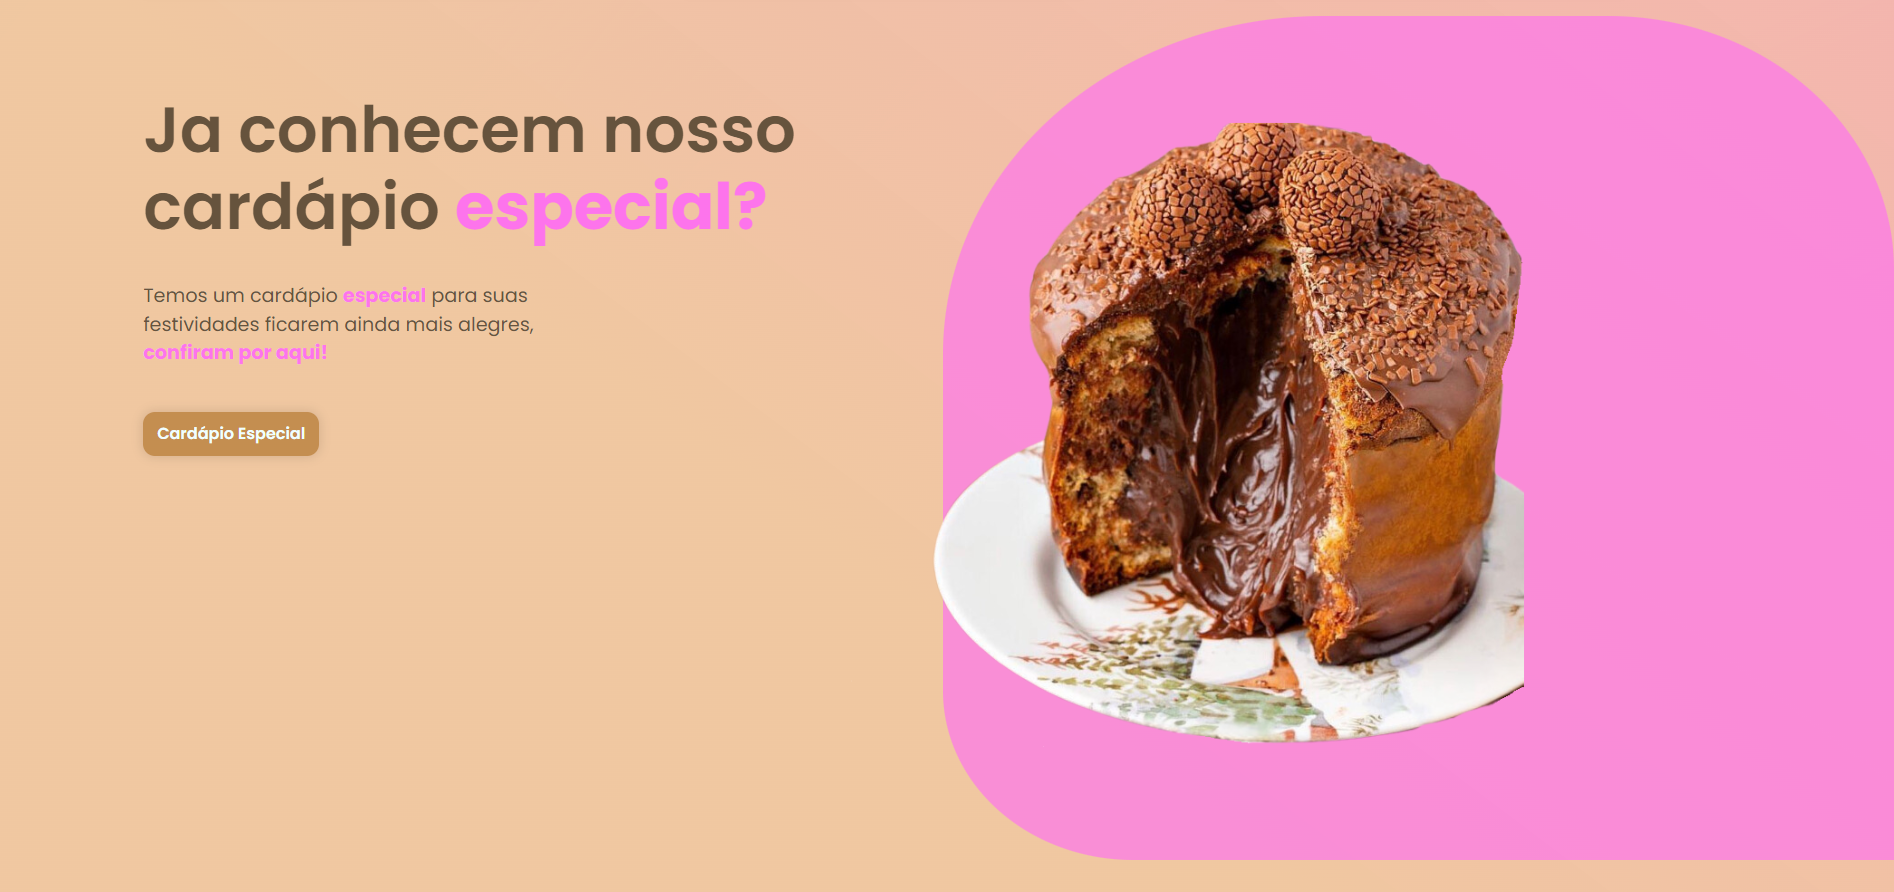 Ja conhecem nosso
cardápio especial?
Temos um cardápio especial para suas
festividades ficarem ainda mais alegres,
confiram por aqui!
Cardápio Especial